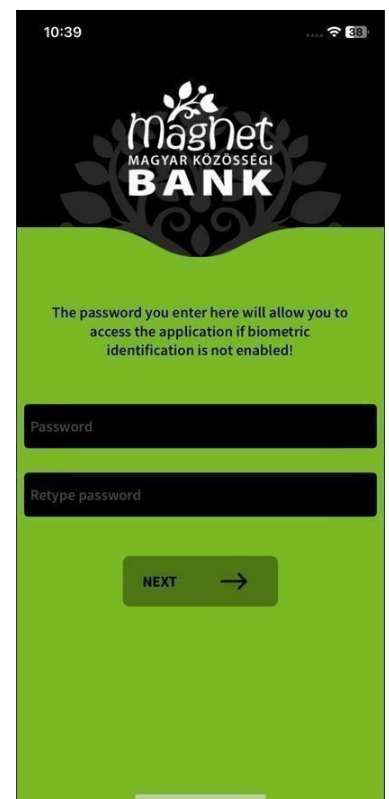 10:39
38
Magnet
MAGYAR KÖZÖSSÉGI
BANK
The password you enter here will allow you to
access the application if biometric
identification is not enabled!
Password
Retype password
NEXT